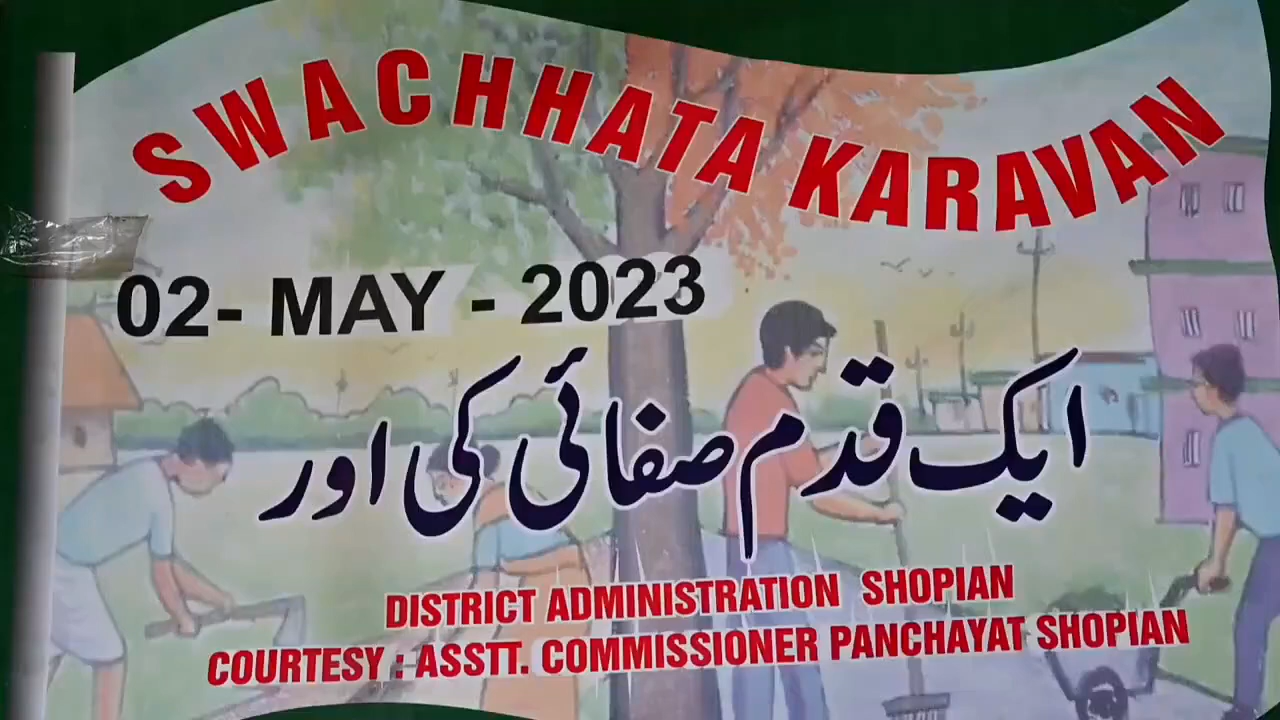 SWACHHATA KARAVAN
02- MAY - 2023
ایک قدم صفائی کی اور
DISTRICT ADMINISTRATION SHOPIAN
COURTESY : ASSTT. COMMISSIONER PANCHAYAT SHOPIAN